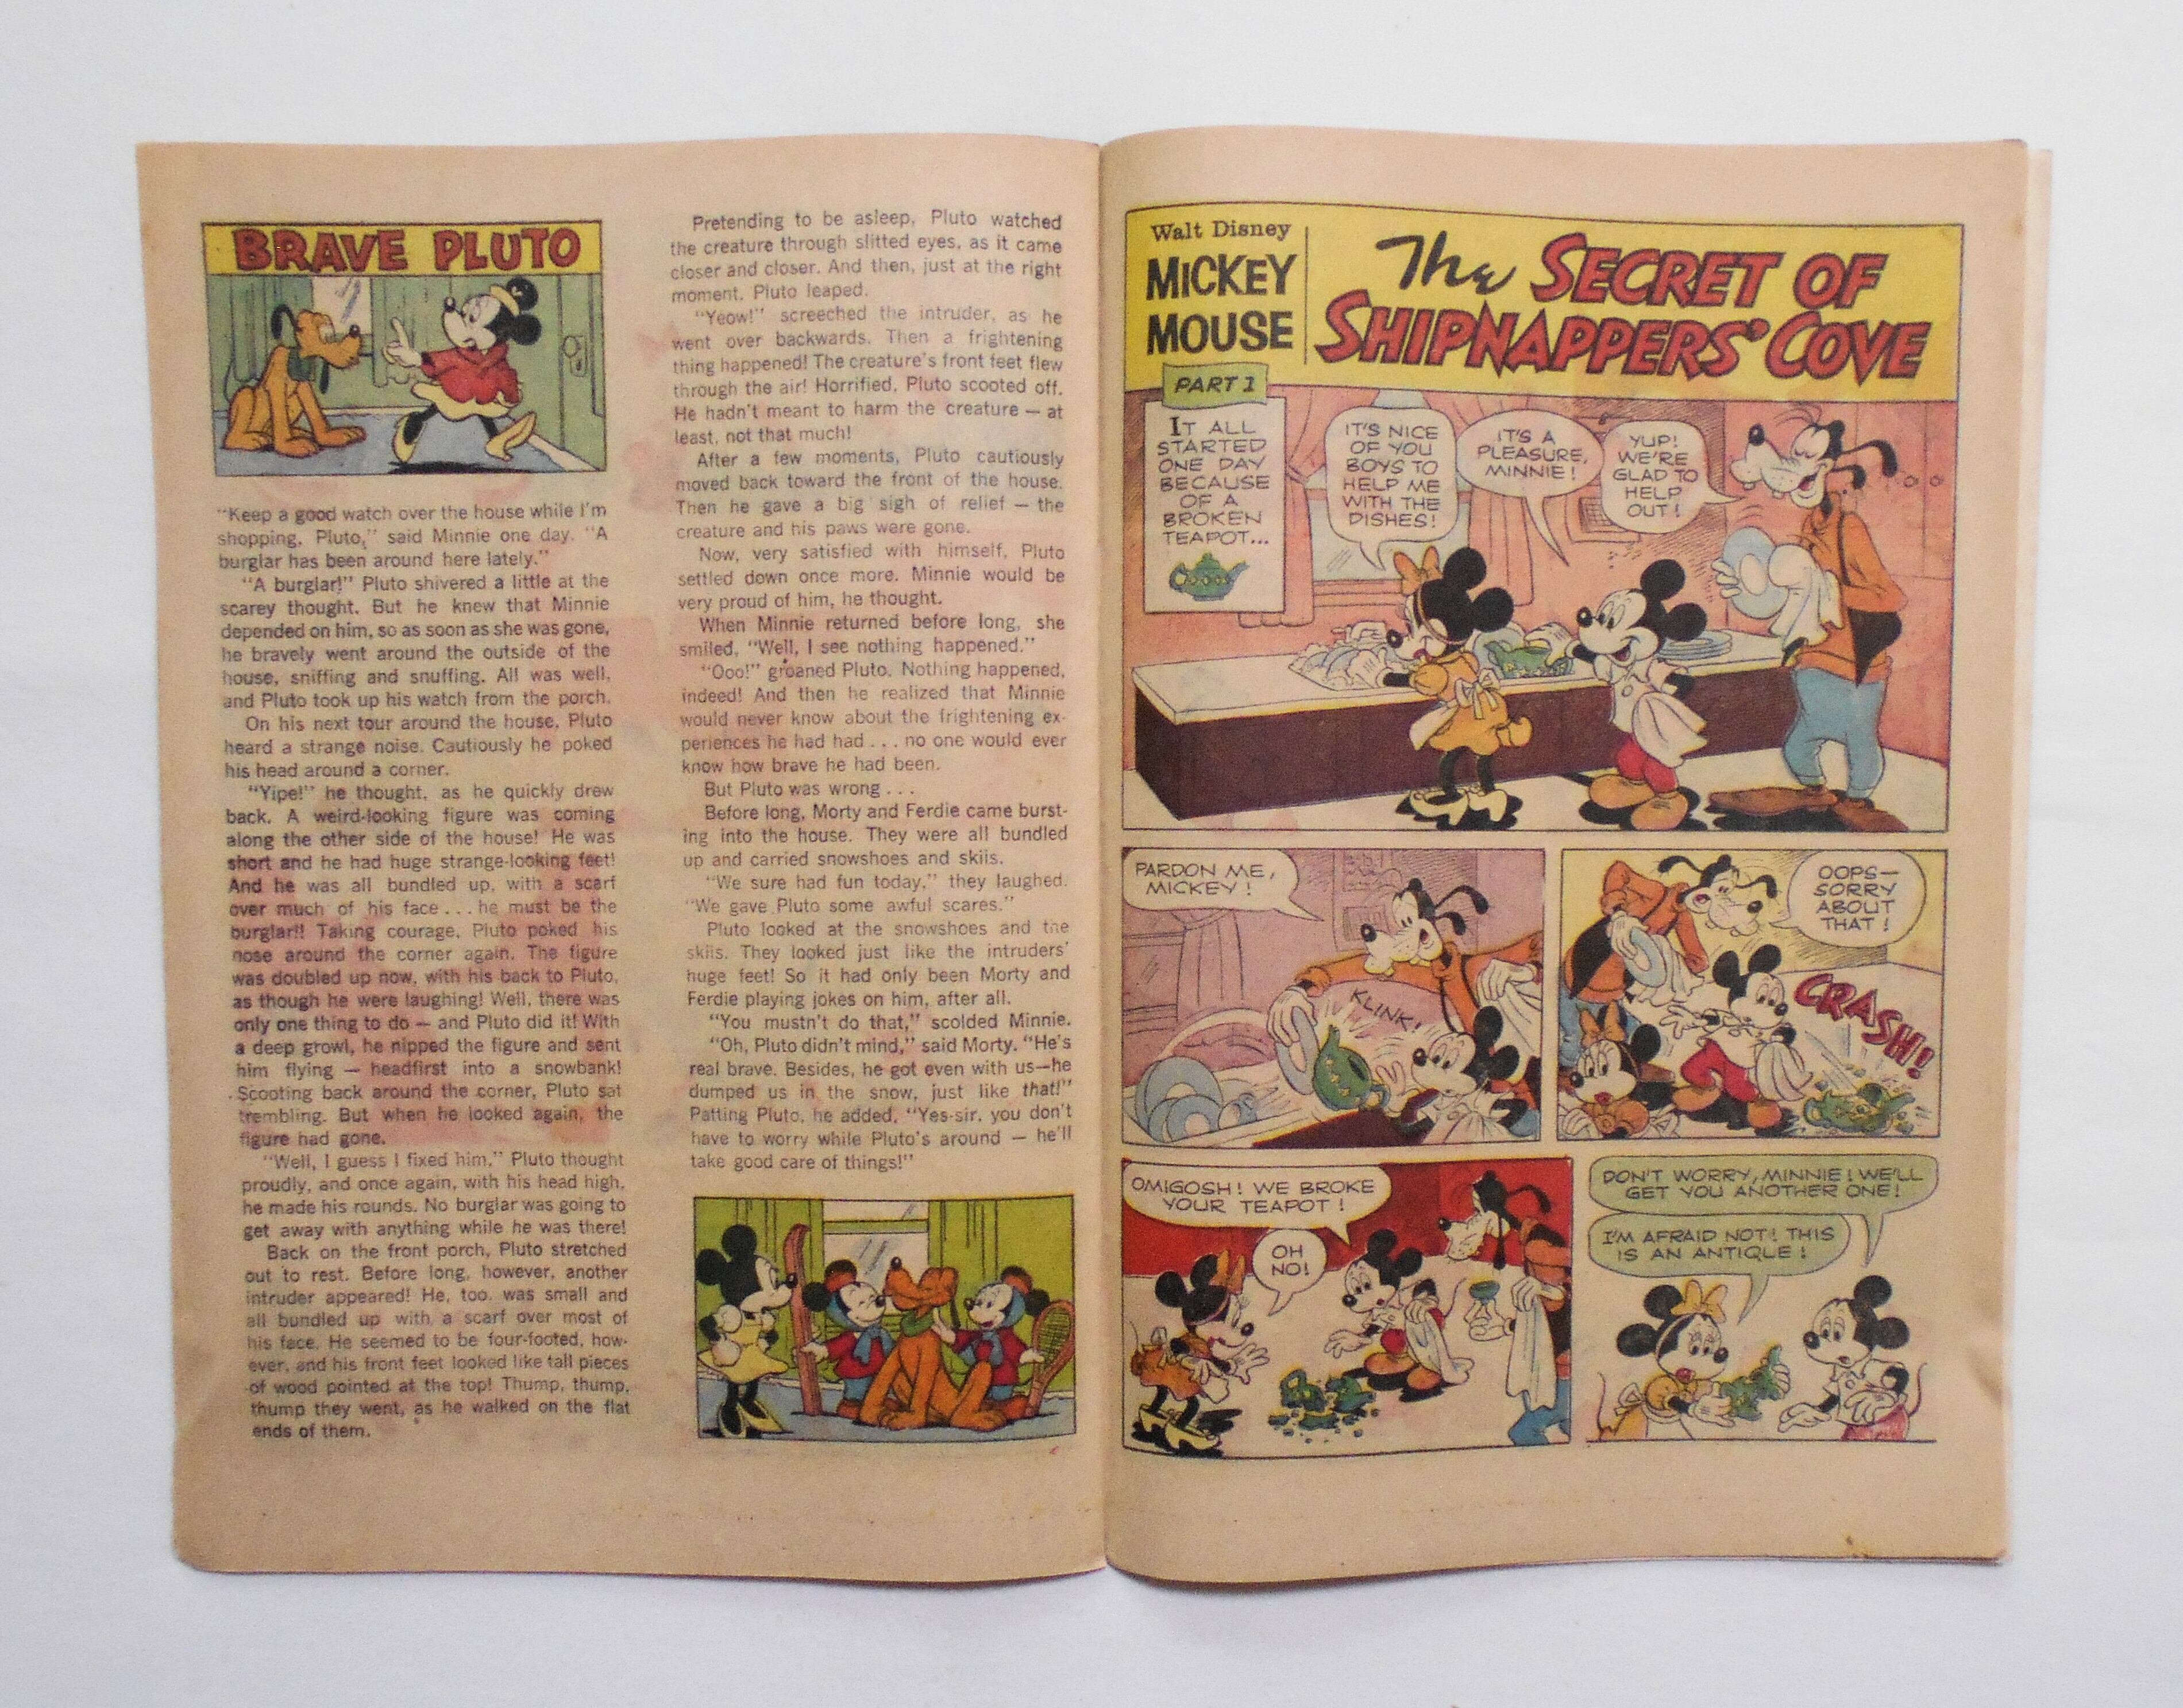 BRAVE PLUTO
"Keep a good watch over the house while I'm
shopping, Pluto," said Minnie one day. "A
burglar has been around here lately."
"A burglar!" Pluto shivered a little at the
scarey thought. But he knew that Minnie
depended on him, so as soon as she was gone,
he bravely went around the outside of the
house, sniffing and snuffing. All was well,
and Pluto took up his watch from the porch.
On his next tour around the house, Pluto
heard a strange noise. Cautiously he poked
his head around a corner.
"Yipe!" he thought, as he quickly drew
back. A weird-looking figure was coming
along the other side of the house! He was
short and he had huge strange-looking feet!
And he was all bundled up, with a scarf
over much of his face . . . he must be the
burglar!! Taking courage, Pluto poked his
nose around the corner again. The figure
was doubled up now, with his back to Pluto,
as though he were laughing! Well, there was
only one thing to do — and Pluto did it! With
a deep growl, he nipped the figure and sent
him flying — headfirst into a snowbank!
Scooting back around the corner, Pluto sat
trembling. But when he looked again, the
figure had gone.
"Well, I guess I fixed him," Pluto thought
proudly, and once again, with his head high,
he made his rounds. No burglar was going to
get away with anything while he was there!
Back on the front porch, Pluto stretched
out to rest. Before long, however, another
intruder appeared! He, too, was small and
all bundled up with a scarf over most of
his face. He seemed to be four-footed, how-
ever, and his front feet looked like tall pieces
of wood pointed at the top! Thump, thump,
thump they went, as he walked on the flat
ends of them.
Pretending to be asleep, Pluto watched
the creature through slitted eyes, as it came
closer and closer. And then, just at the right
moment, Pluto leaped.
"Yeow!" screeched the intruder, as he
went over backwards. Then a frightening
thing happened! The creature's front feet flew
through the air! Horrified, Pluto scooted off.
He hadn't meant to harm the creature — at
least, not that much!
After a few moments, Pluto cautiously
moved back toward the front of the house.
Then he gave a big sigh of relief — the
creature and his paws were gone.
Now, very satisfied with himself, Pluto
settled down once more. Minnie would be
very proud of him, he thought.
When Minnie returned before long, she
smiled, "Well, I see nothing happened."
"Ooo!" groaned Pluto. Nothing happened,
indeed! And then he realized that Minnie
would never know about the frightening ex-
periences he had had . . . no one would ever
know how brave he had been.
But Pluto was wrong . . .
Before long, Morty and Ferdie came burst-
ing into the house. They were all bundled
up and carried snowshoes and skiis.
"We sure had fun today," they laughed.
"We gave Pluto some awful scares."
Pluto looked at the snowshoes and the
skiis. They looked just like the intruders'
huge feet! So it had only been Morty and
Ferdie playing jokes on him, after all.
"You mustn't do that," scolded Minnie.
"Oh, Pluto didn't mind," said Morty. "He's
real brave. Besides, he got even with us—he
dumped us in the snow, just like that!"
Patting Pluto, he added, "Yes-sir, you don't
have to worry while Pluto's around — he'll
take good care of things!"
Walt Disney
MICKEY
MOUSE
The SECRET OF
SHIPNAPPERS' COVE
PART 1
IT ALL
STARTED
ONE DAY
BECAUSE
OF A
BROKEN
TEAPOT...
IT'S NICE
OF YOU
BOYS TO
HELP ME
WITH THE
DISHES!
IT'S A
PLEASURE,
MINNIE!
YUP!
WE'RE
GLAD TO
HELP
OUT!
PARDON ME,
MICKEY!
KLINK!
OOPS—
SORRY
ABOUT
THAT!
CRASH!
OMIGOSH! WE BROKE
YOUR TEAPOT!
OH
NO!
DON'T WORRY, MINNIE! WE'LL
GET YOU ANOTHER ONE!
I'M AFRAID NOT! THIS
IS AN ANTIQUE!